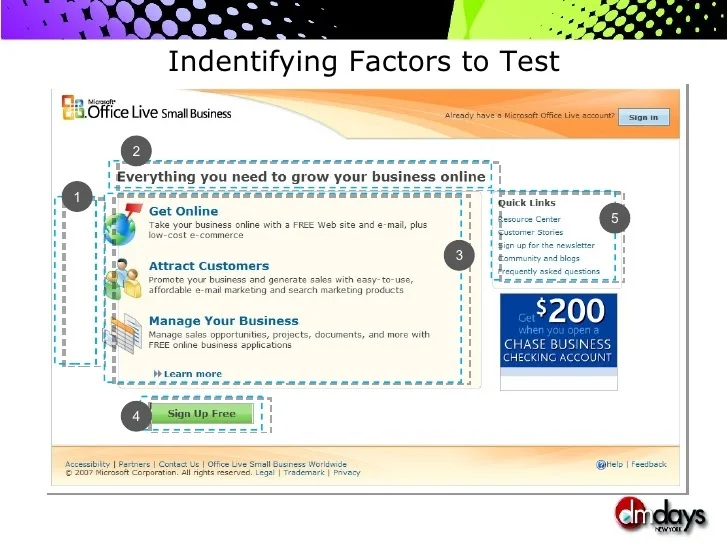 Indentifying Factors to Test
Microsoft®
Office Live Small Business
Already have a Microsoft Office Live account?
Sign in
2
Everything you need to grow your business online
1
Get Online
Take your business online with a FREE Web site and e-mail, plus
low-cost e-commerce
Attract Customers
Promote your business and generate sales with easy-to-use,
affordable e-mail marketing and search marketing products
Manage Your Business
Manage sales opportunities, projects, documents, and more with
FREE online business applications
Learn more
3
Quick Links
Resource Center
Customer Stories
Sign up for the newsletter
Community and blogs
Frequently asked questions
5
Get $200
when you open a
CHASE BUSINESS
CHECKING ACCOUNT
4
Sign Up Free
Accessibility | Partners | Contact Us | Office Live Small Business Worldwide
© 2007 Microsoft Corporation. All rights reserved. Legal | Trademark | Privacy
Help | Feedback
dmdays
NEW YORK